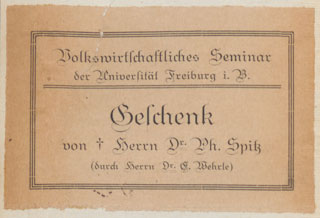 Volkswirtschaftliches Seminar
der Universität Freiburg i. B.
Geschenk
von † Herrn Dr. Ph. Spitz
(durch Herrn Dr. E. Wehrle)